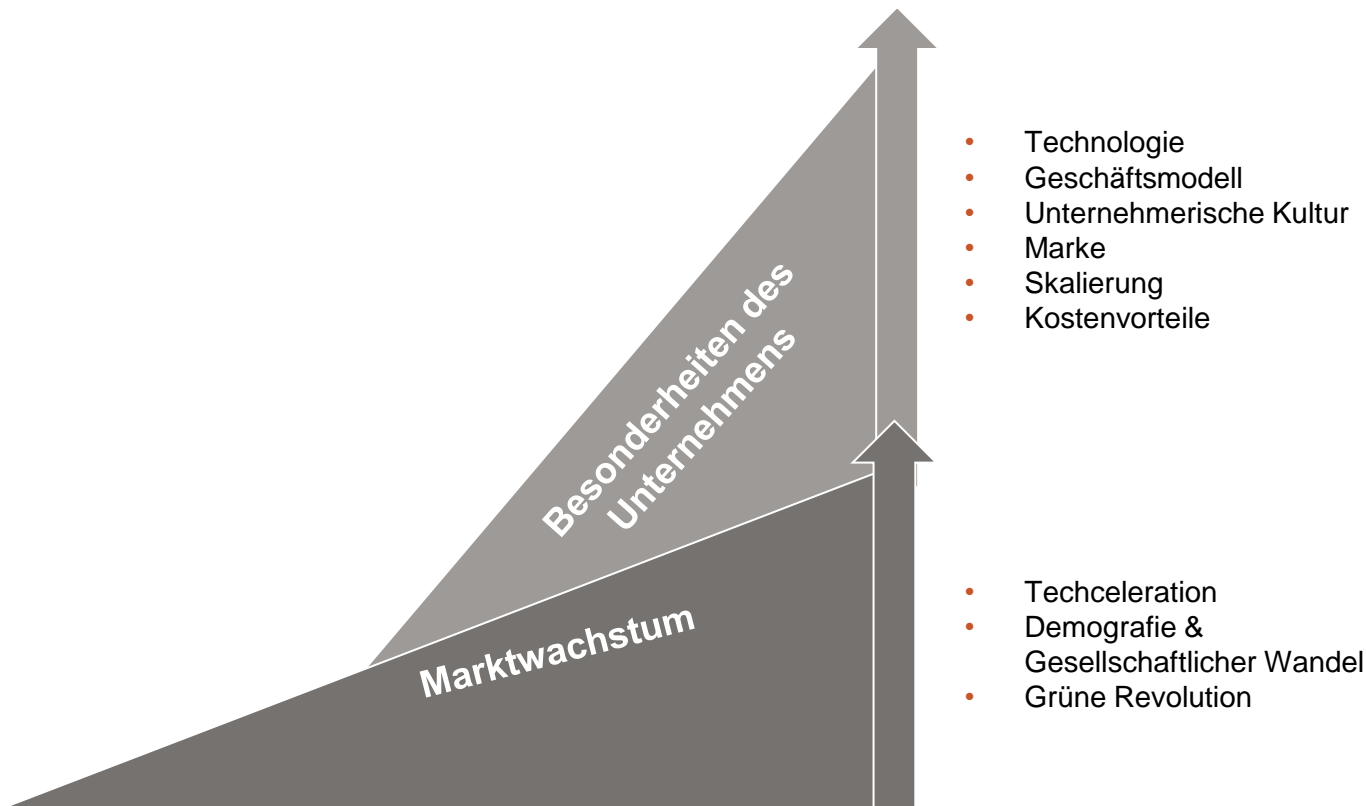 • Technologie
• Geschäftsmodell
• Unternehmerische Kultur
• Marke
• Skalierung
• Kostenvorteile
Besonderheiten des
Unternehmens
Marktwachstum
• Techceleration
• Demografie &
Gesellschaftlicher Wandel
• Grüne Revolution